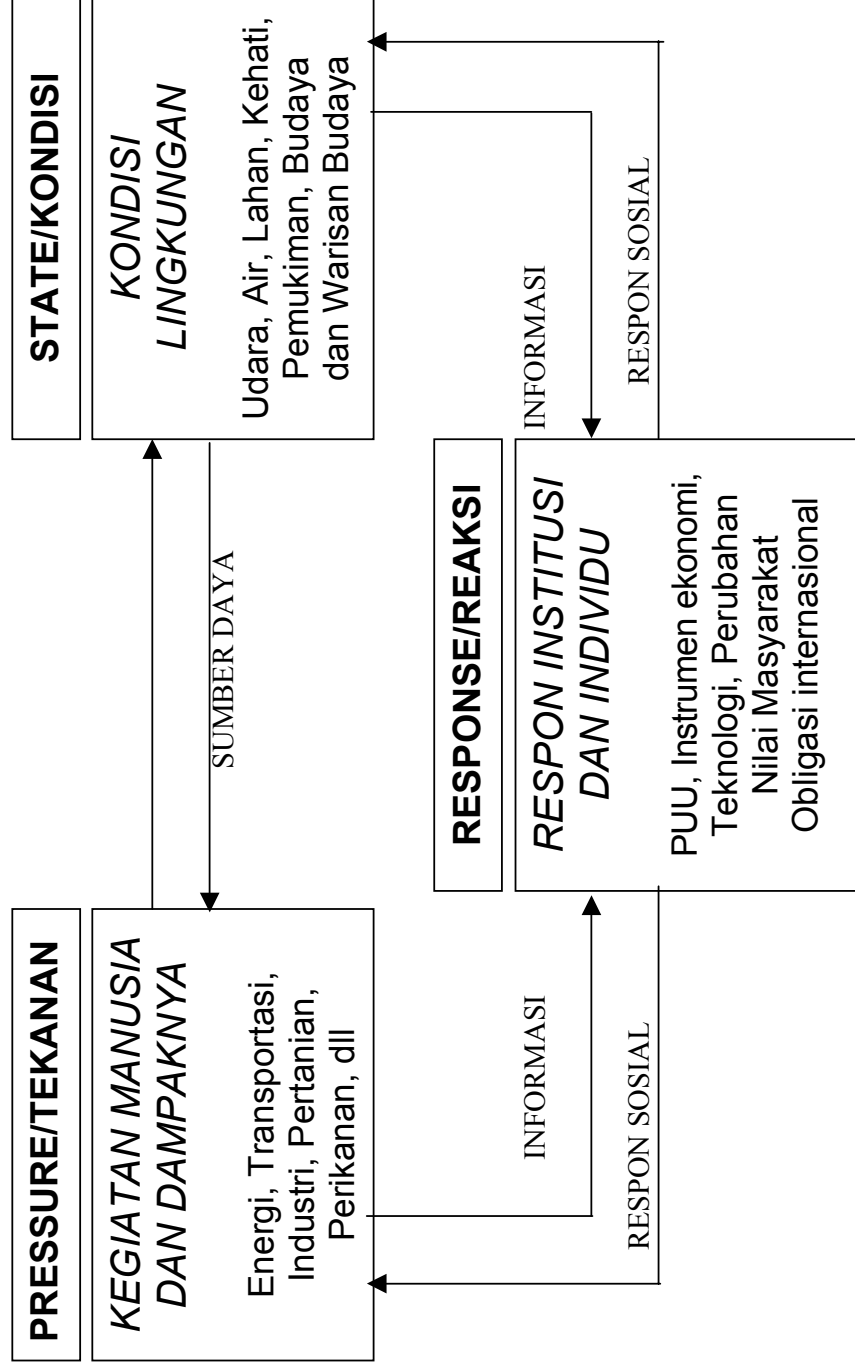 PRESSURE/TEKANAN
KEGIATAN MANUSIA
DAN DAMPAKNYA
Energi, Transportasi,
Industri, Pertanian,
Perikanan, dll
SUMBER DAYA
STATE/KONDISI
KONDISI
LINGKUNGAN
Udara, Air, Lahan, Kehati,
Pemukiman, Budaya
dan Warisan Budaya
INFORMASI
RESPON SOSIAL
RESPONSE/REAKSI
RESPON INSTITUSI
DAN INDIVIDU
PUU, Instrumen ekonomi,
Teknologi, Perubahan
Nilai Masyarakat
Obligasi internasional
INFORMASI
RESPON SOSIAL